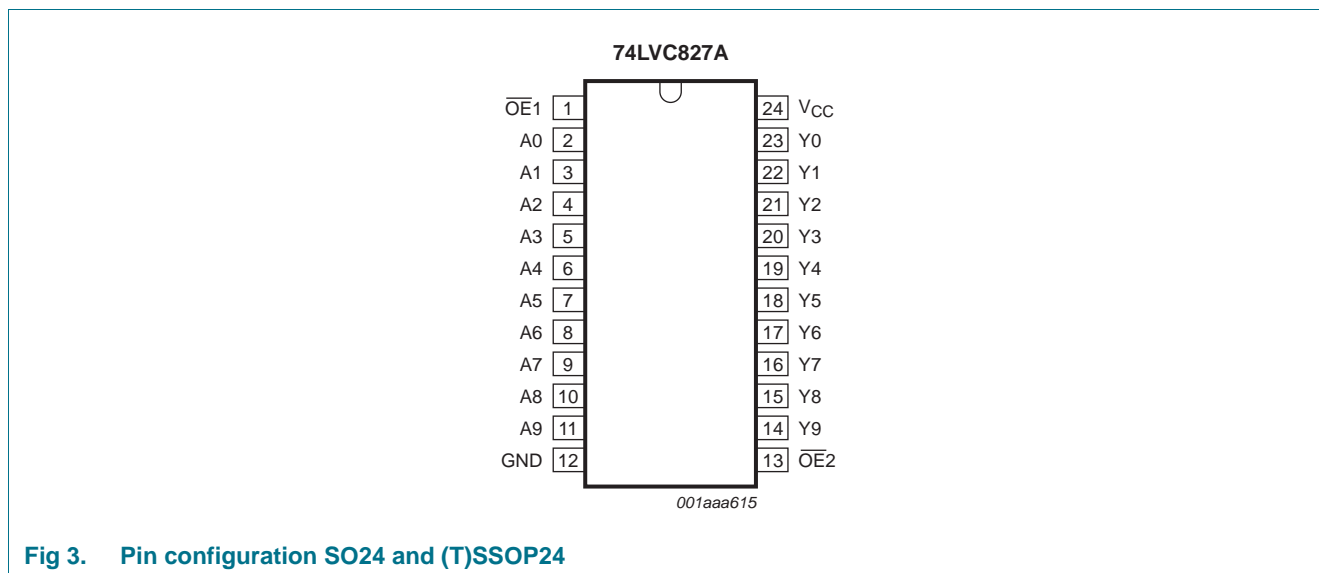 74LVC827A
O̅E̅1 1 24 VCC
A0 2 23 Y0
A1 3 22 Y1
A2 4 21 Y2
A3 5 20 Y3
A4 6 19 Y4
A5 7 18 Y5
A6 8 17 Y6
A7 9 16 Y7
A8 10 15 Y8
A9 11 14 Y9
GND 12 13 O̅E̅2
001aaa615
Fig 3. Pin configuration SO24 and (T)SSOP24